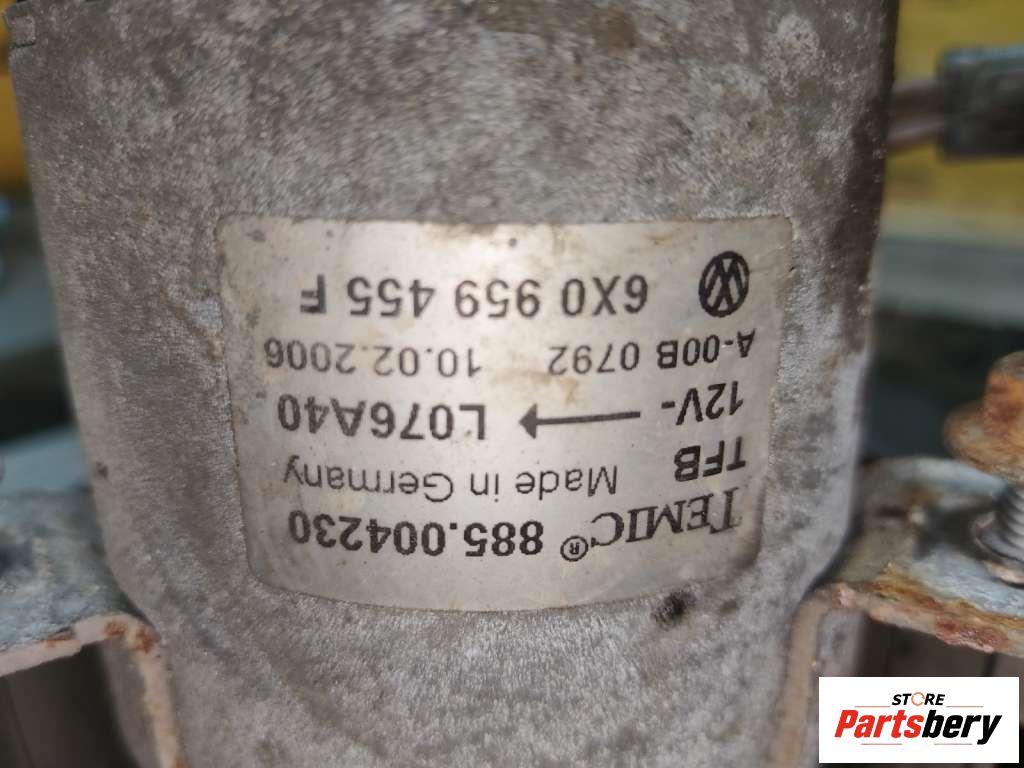 TEMIC® 885.004230
TFB Made in Germany
12V- L076A40
A-00B 0792 10.02.2006
VW 6X0 959 455 F
STORE
Partsbery